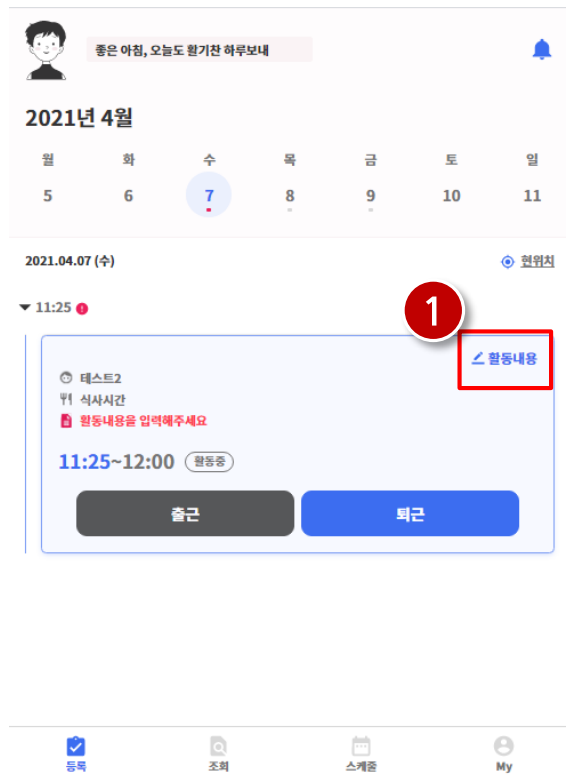 좋은 아침, 오늘도 활기찬 하루보내
2021년 4월
월 화 수 목 금 토 일
5 6 7 8 9 10 11
2021.04.07 (수) 현위치
11:25
1
활동내용
테스트2
식사시간
활동내용을 입력해주세요
11:25~12:00 활동중
출근 퇴근
등록 조회 스케줄 My